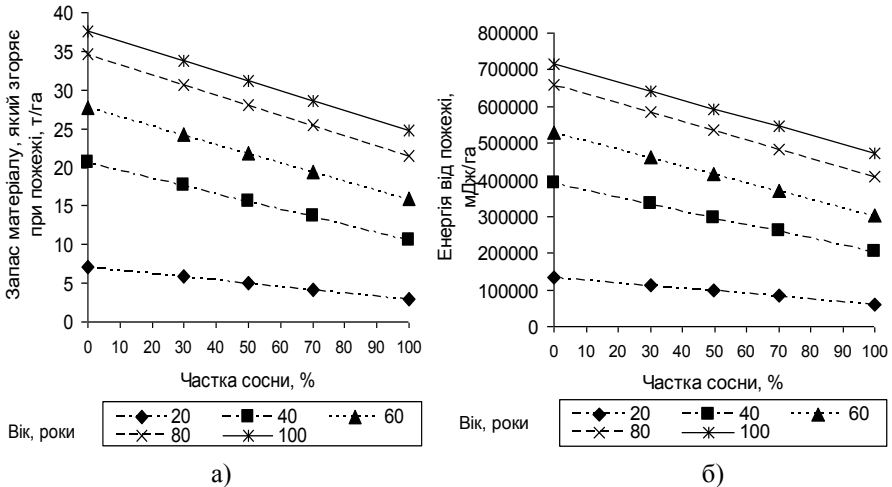 Запас матеріалу, який згоряє
при пожежі, т/га
40
35
30
25
20
15
10
5
0
0 10 20 30 40 50 60 70 80 90 100
Частка сосни, %
Вік, роки
20 40 60
80 100
а)
Енергія від пожежі,
мДж/га
800000
700000
600000
500000
400000
300000
200000
100000
0
0 10 20 30 40 50 60 70 80 90 100
Частка сосни, %
Вік, роки
20 40 60
80 100
б)